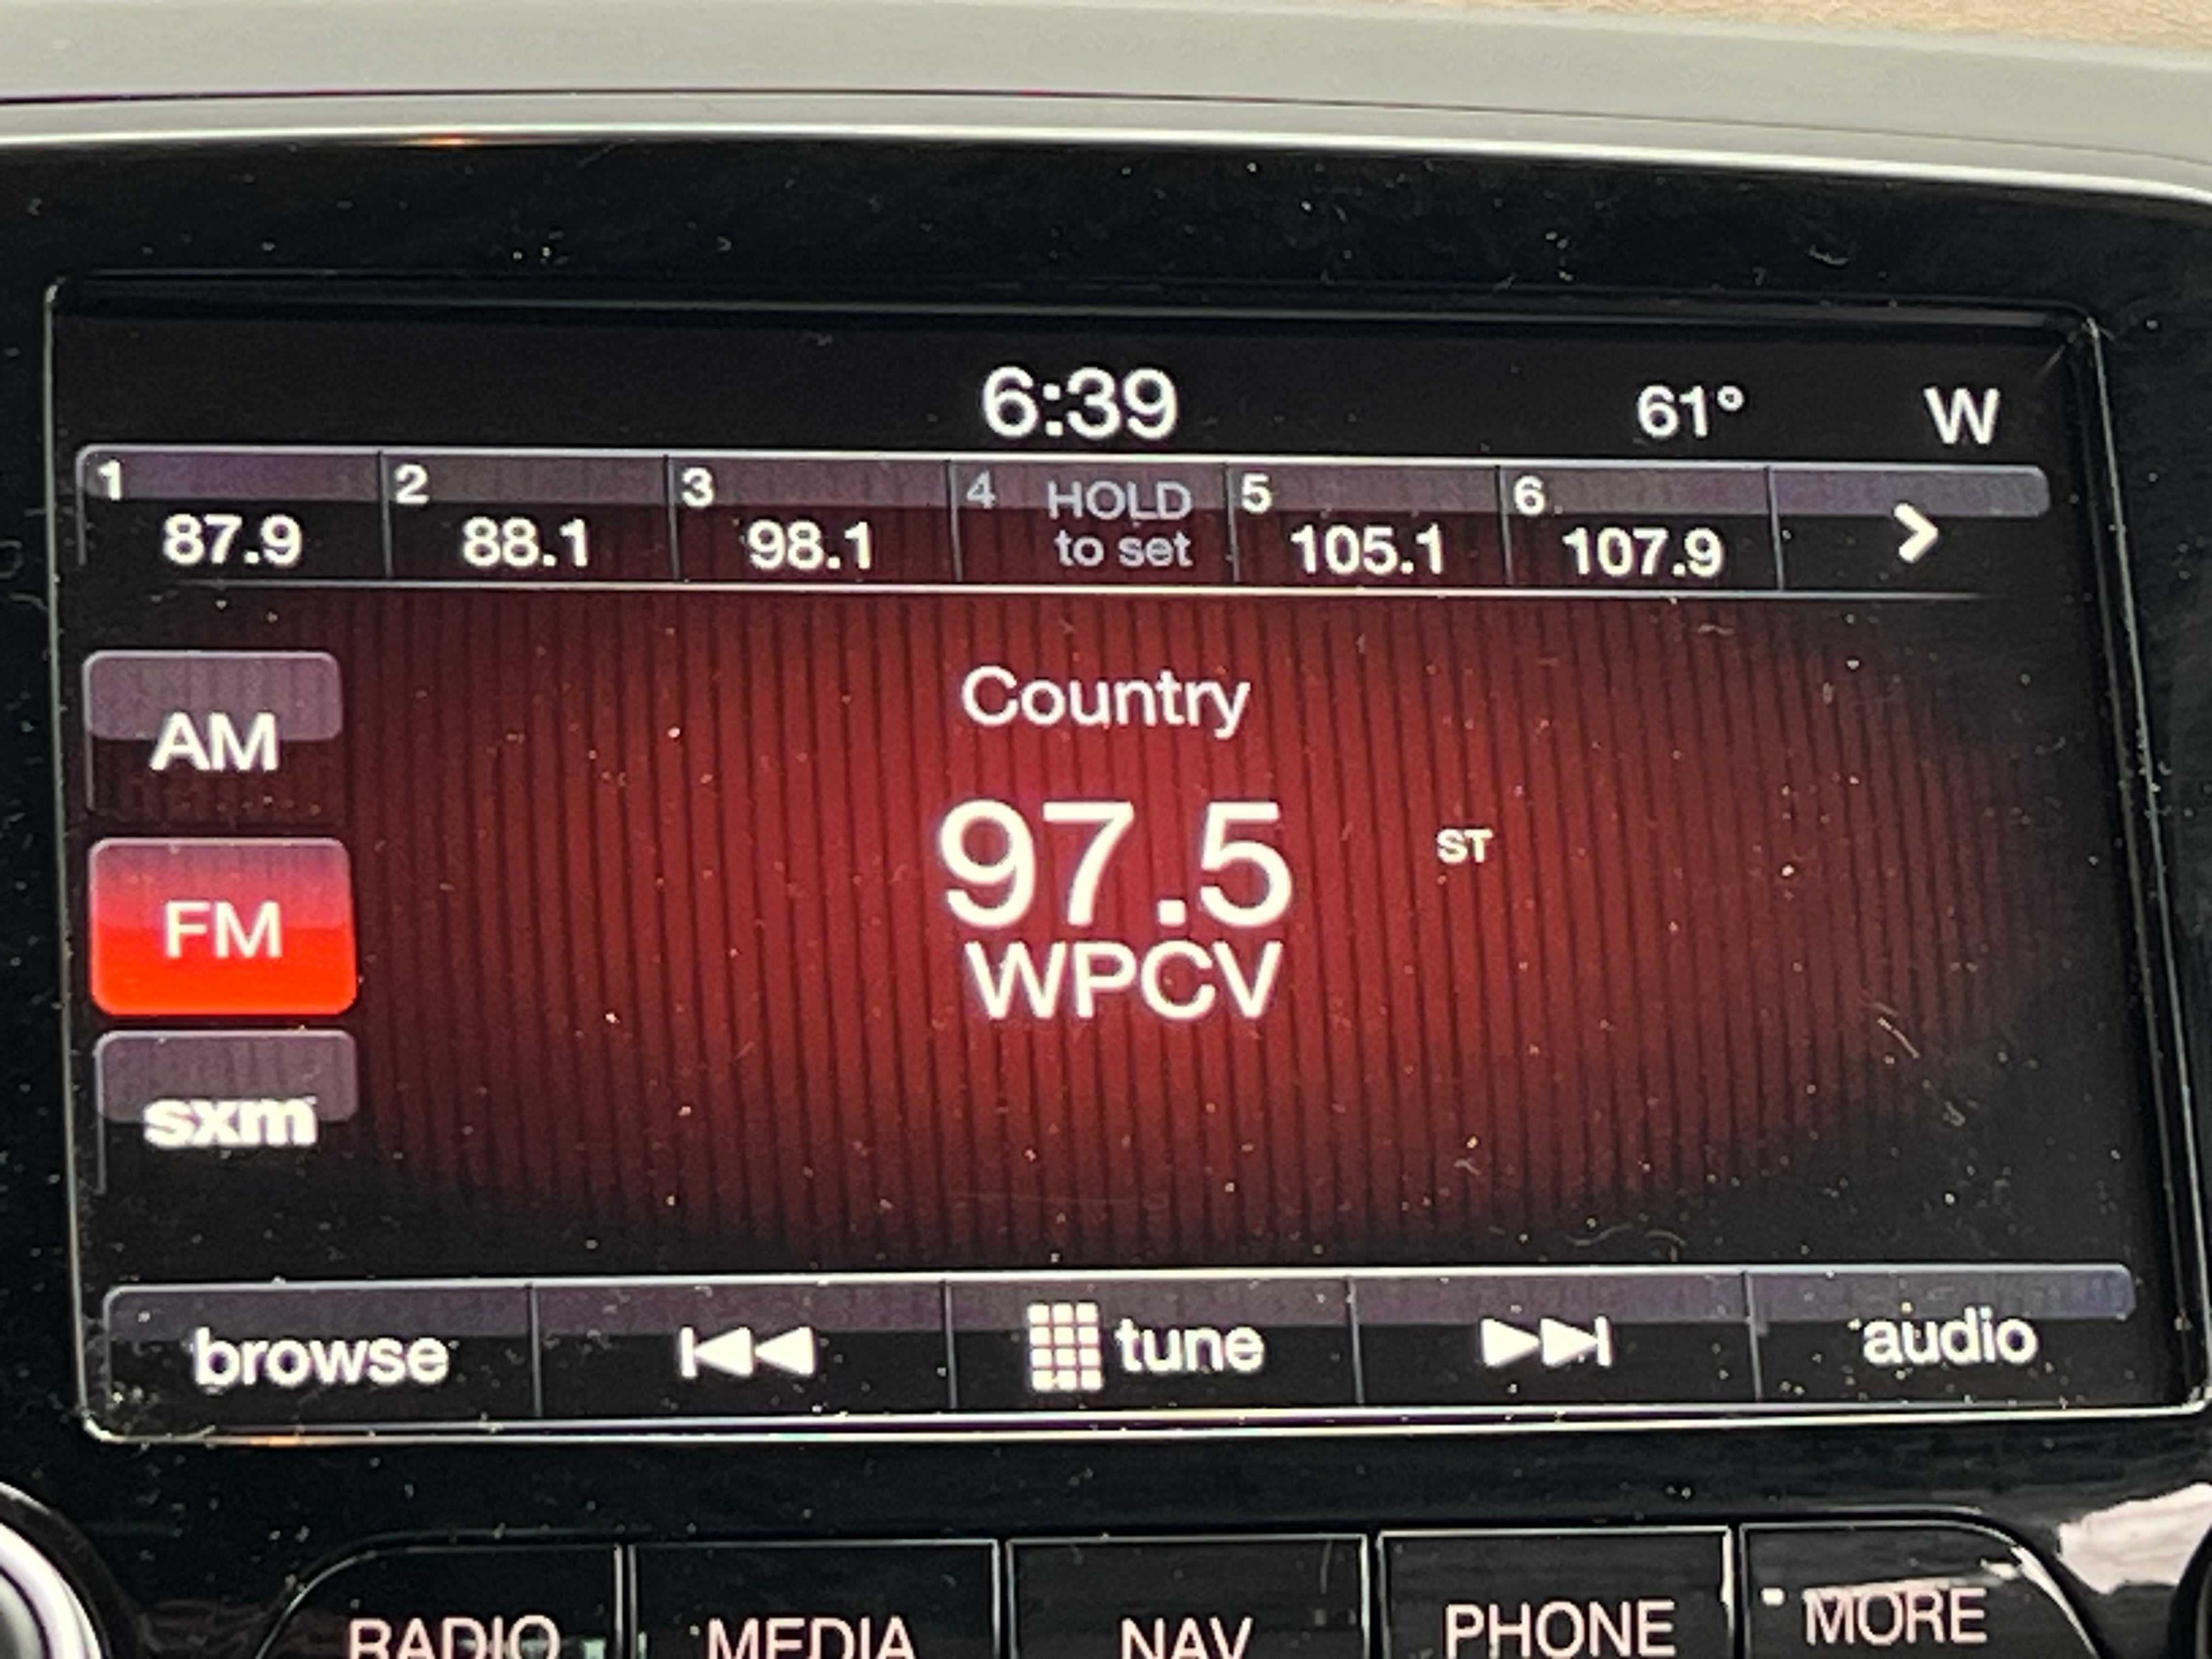 6:39 61° W
1 2 3 4 HOLD 5 6
87.9 88.1 98.1 to set 105.1 107.9
Country
AM
97.5 ST
FM
WPCV
sxm
browse tune audio
RADIO MEDIA NAV PHONE MORE